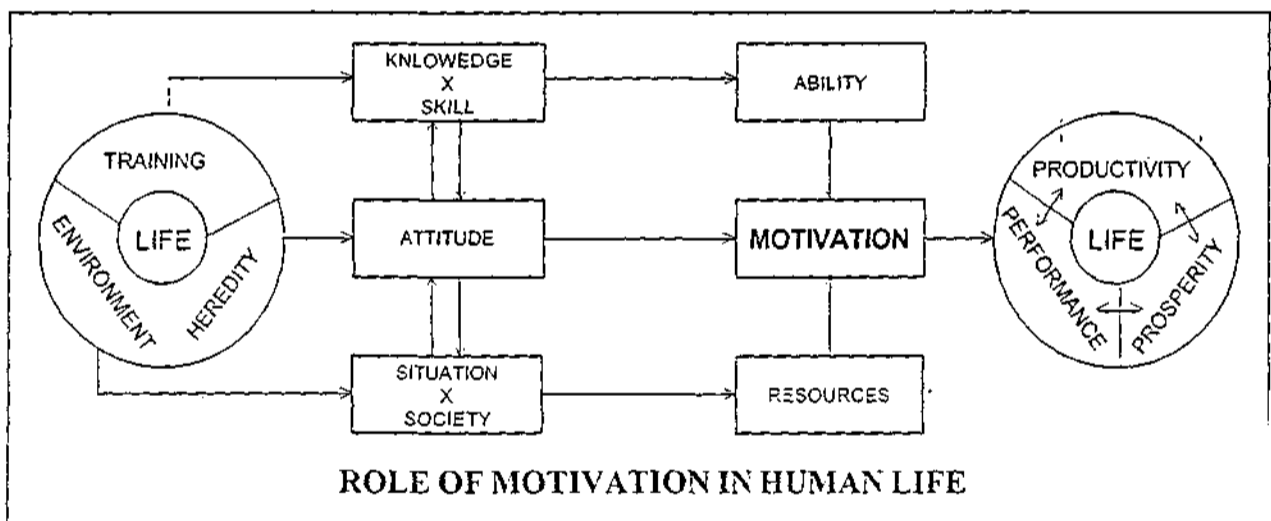 KNLOWEDGE
X
SKILL
ABILITY
TRAINING
ENVIRONMENT
HEREDITY
LIFE
ATTITUDE
MOTIVATION
PRODUCTIVITY
PERFORMANCE
PROSPERITY
LIFE
SITUATION
X
SOCIETY
RESOURCES
ROLE OF MOTIVATION IN HUMAN LIFE